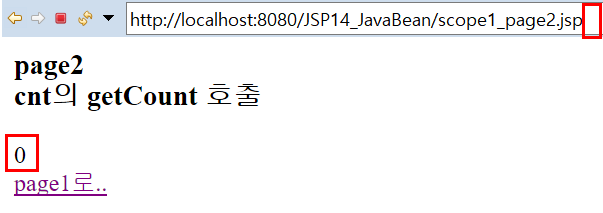 http://localhost:8080/JSP14_JavaBean/scope1_page2.jsp
page2
cnt의 getCount 호출
0
page1로..